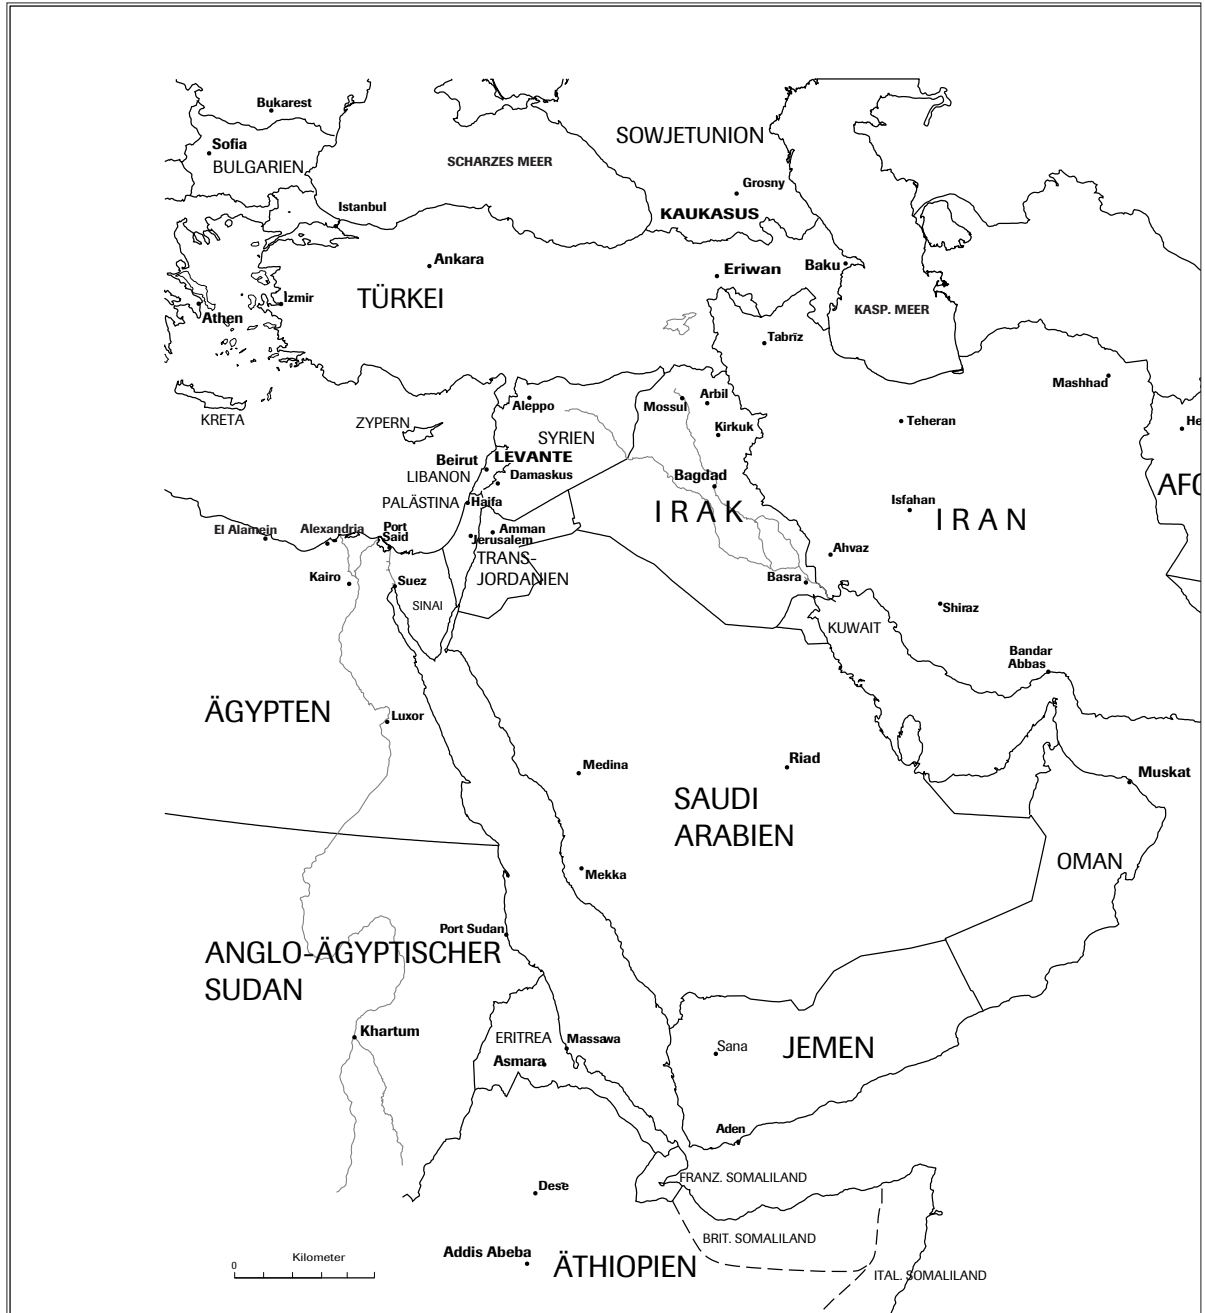 Bukarest
Sofia
BULGARIEN
SCHARZES MEER
SOWJETUNION
Grosny
KAUKASUS
Istanbul
Ankara
Eriwan
Baku
Izmir
TÜRKEI
KASP. MEER
Athen
Tabrīz
Mashhad
Aleppo
Mossul
Arbil
KRETA
ZYPERN
SYRIEN
Kirkuk
Teheran
He
Beirut
LEVANTE
LIBANON
Damaskus
Bagdad
AFG
PALÄSTINA
Haifa
IRAK
Isfahan
IRAN
El Alamein
Alexandria
Port
Said
Amman
Jerusalem
TRANS-
JORDANIEN
Ahvaz
Kairo
Suez
Basra
SINAI
Shiraz
KUWAIT
Bandar
Abbas
ÄGYPTEN
Luxor
Medina
Riad
Muskat
SAUDI
ARABIEN
OMAN
Mekka
Port Sudan
ANGLO-ÄGYPTISCHER
SUDAN
Khartum
ERITREA
Massawa
Asmara
Sana
JEMEN
Aden
FRANZ. SOMALILAND
Dese
BRIT. SOMALILAND
Addis Abeba
ÄTHIOPIEN
ITAL. SOMALILAND
Kilometer
0